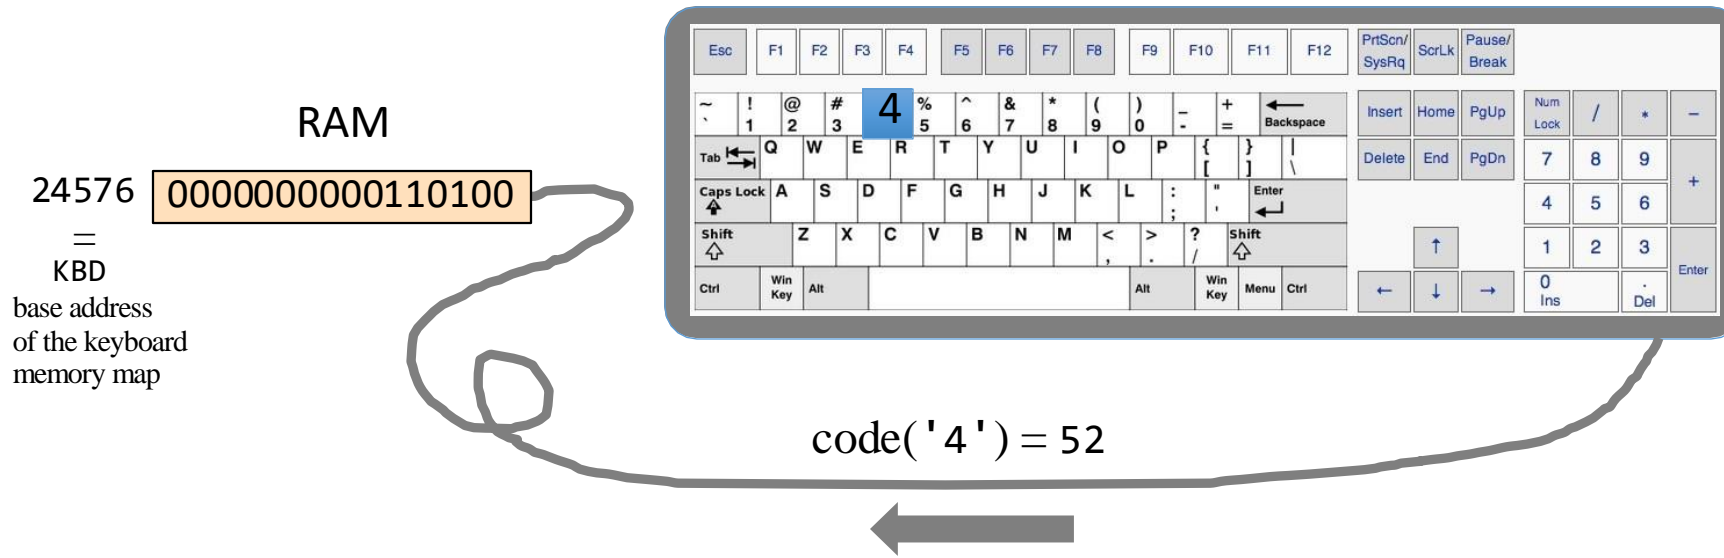 RAM
24576 0000000000110100
=
KBD
base address
of the keyboard
memory map
code('4') = 52
Esc F1 F2 F3 F4 F5 F6 F7 F8 F9 F10 F11 F12 PrtScn/ SysRq ScrLk Pause/ Break
~ ` ! 1 @ 2 # 3 4 % 5 ^ 6 & 7 * 8 ( 9 ) 0 _ - + = Backspace Insert Home PgUp Num Lock / * -
Tab Q W E R T Y U I O P { [ } ] | \ Delete End PgDn 7 8 9 +
Caps Lock A S D F G H J K L : ; " ' Enter 4 5 6
Shift Z X C V B N M < , > . ? / Shift ↑ 1 2 3 Enter
Ctrl Win Key Alt Alt Win Key Menu Ctrl ← ↓ → 0 Ins . Del